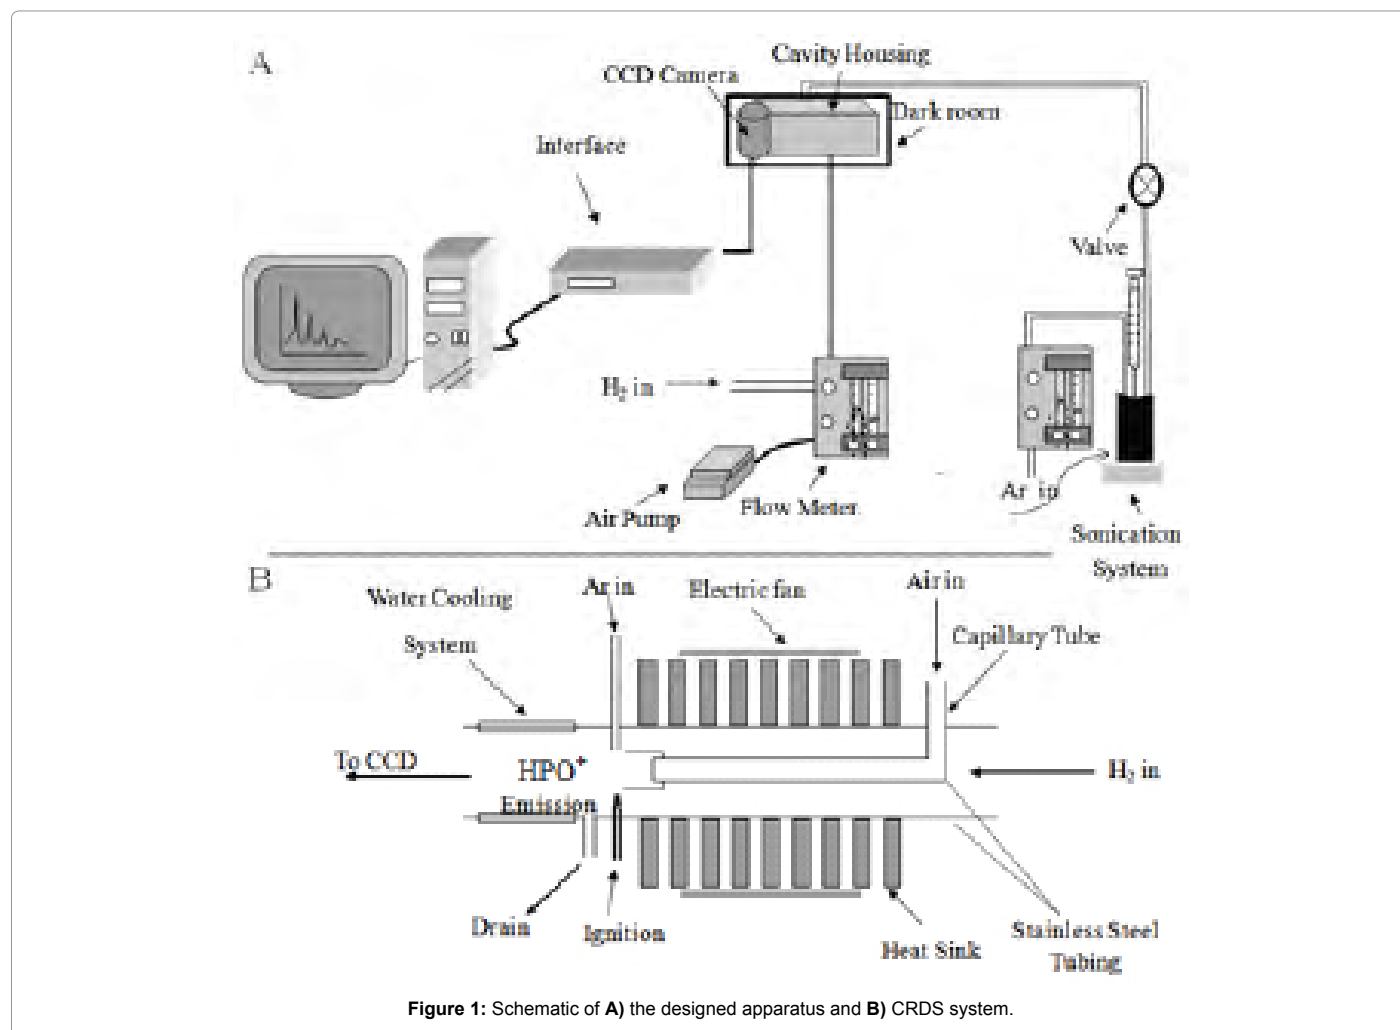 A
Cavity Housing
CCD Camera
Dark room
Interface
Valve
H₂ in
Ar in
Air Pump
Flow Meter
Sonication
System
B
Water Cooling
System
Ar in
Electric fan
Air in
Capillary Tube
To CCD
HPO*
Emission
H₂ in
Drain
Ignition
Heat Sink
Stainless Steel
Tubing
Figure 1: Schematic of A) the designed apparatus and B) CRDS system.